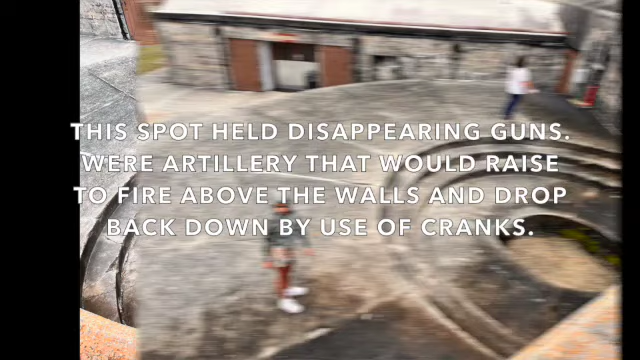 THIS SPOT HELD DISAPPEARING GUNS.
WERE ARTILLERY THAT WOULD RAISE
TO FIRE ABOVE THE WALLS AND DROP
BACK DOWN BY USE OF CRANKS.